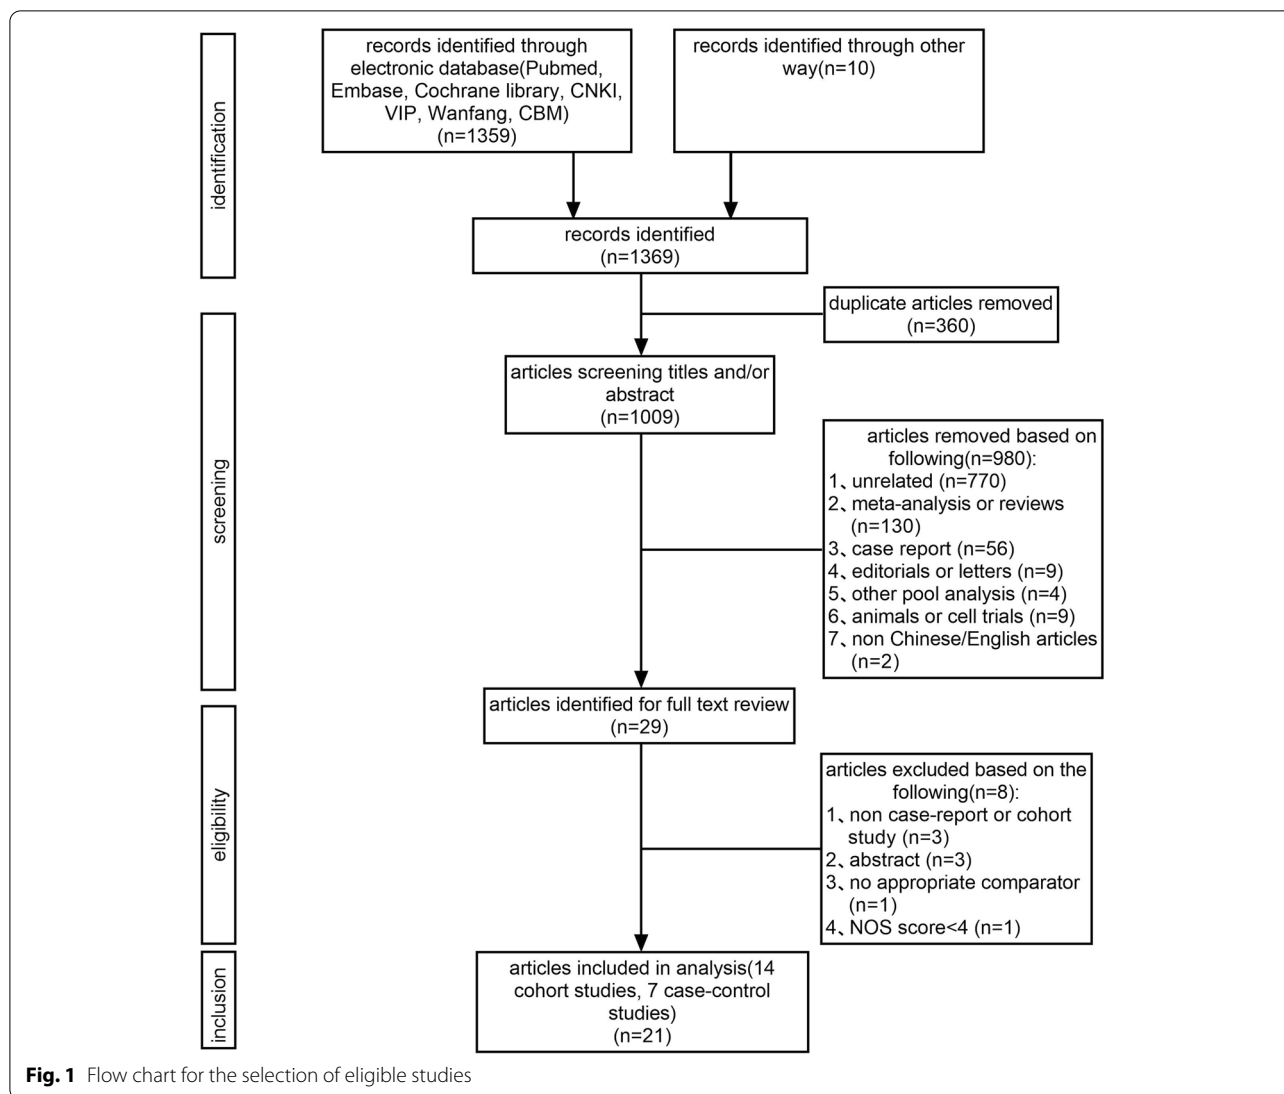 identification
records identified through
electronic database(Pubmed,
Embase, Cochrane library, CNKI,
VIP, Wanfang, CBM)
(n=1359)
records identified through other
way(n=10)
records identified
(n=1369)
duplicate articles removed
(n=360)
screening
articles screening titles and/or
abstract
(n=1009)
articles removed based on
following(n=980):
1、unrelated (n=770)
2、meta-analysis or reviews
(n=130)
3、case report (n=56)
4、editorials or letters (n=9)
5、other pool analysis (n=4)
6、animals or cell trials (n=9)
7、non Chinese/English articles
(n=2)
articles identified for full text review
(n=29)
eligibility
articles excluded based on the
following(n=8):
1、non case-report or cohort
study (n=3)
2、abstract (n=3)
3、no appropriate comparator
(n=1)
4、NOS score<4 (n=1)
inclusion
articles included in analysis(14
cohort studies, 7 case-control
studies)
(n=21)
Fig. 1 Flow chart for the selection of eligible studies